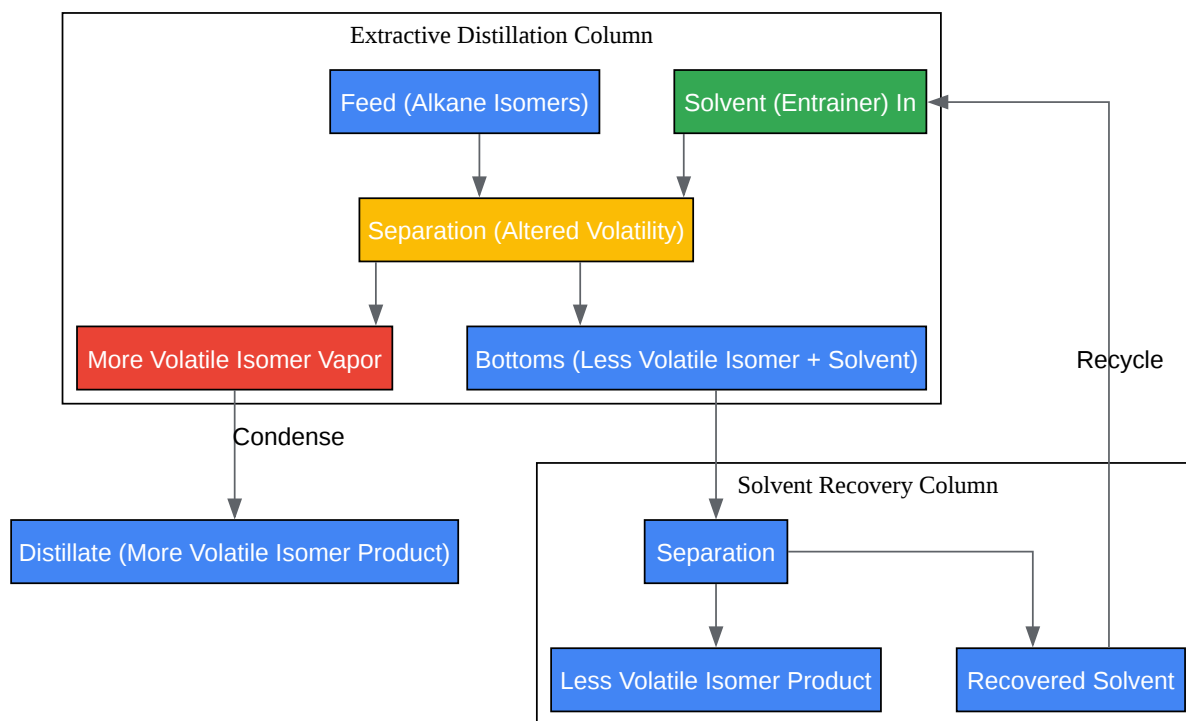 Extractive Distillation Column
Feed (Alkane Isomers)
Solvent (Entrainer) In
Separation (Altered Volatility)
More Volatile Isomer Vapor
Bottoms (Less Volatile Isomer + Solvent)
Recycle
Condense
Solvent Recovery Column
Distillate (More Volatile Isomer Product)
Separation
Less Volatile Isomer Product
Recovered Solvent